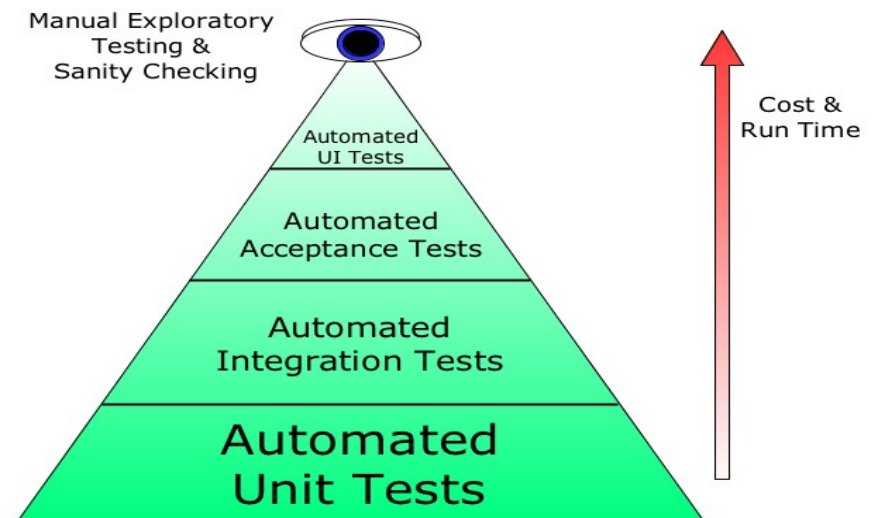 Manual Exploratory
Testing &
Sanity Checking
Cost &
Run Time
Automated
UI Tests
Automated
Acceptance Tests
Automated
Integration Tests
Automated
Unit Tests